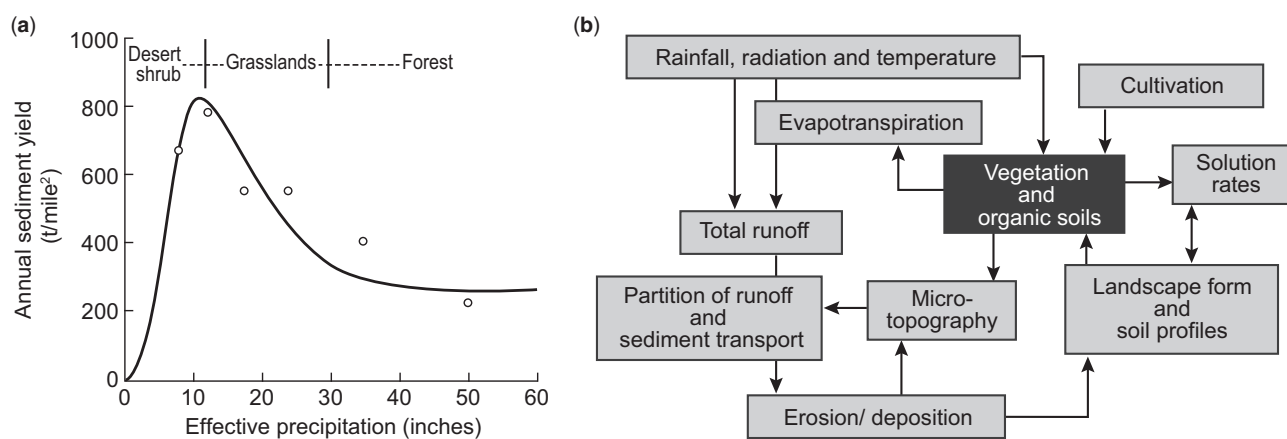 (a)
1000
800
600
400
200
0
Annual sediment yield
(t/mile²)
Desert
shrub
Grasslands
Forest
0 10 20 30 40 50 60
Effective precipitation (inches)
(b)
Rainfall, radiation and temperature
Cultivation
Evapotranspiration
Vegetation
and
organic soils
Solution
rates
Total runoff
Partition of runoff
and
sediment transport
Micro-
topography
Landscape form
and
soil profiles
Erosion/ deposition